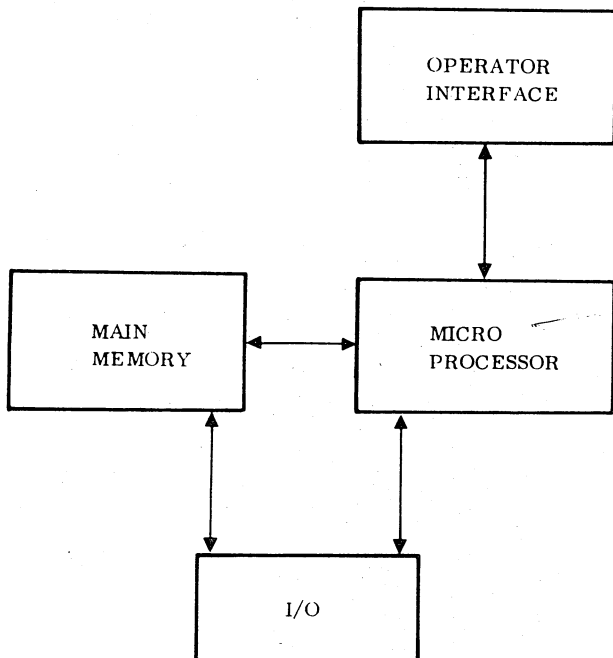 OPERATOR
INTERFACE
MAIN
MEMORY
MICRO
PROCESSOR
I/O